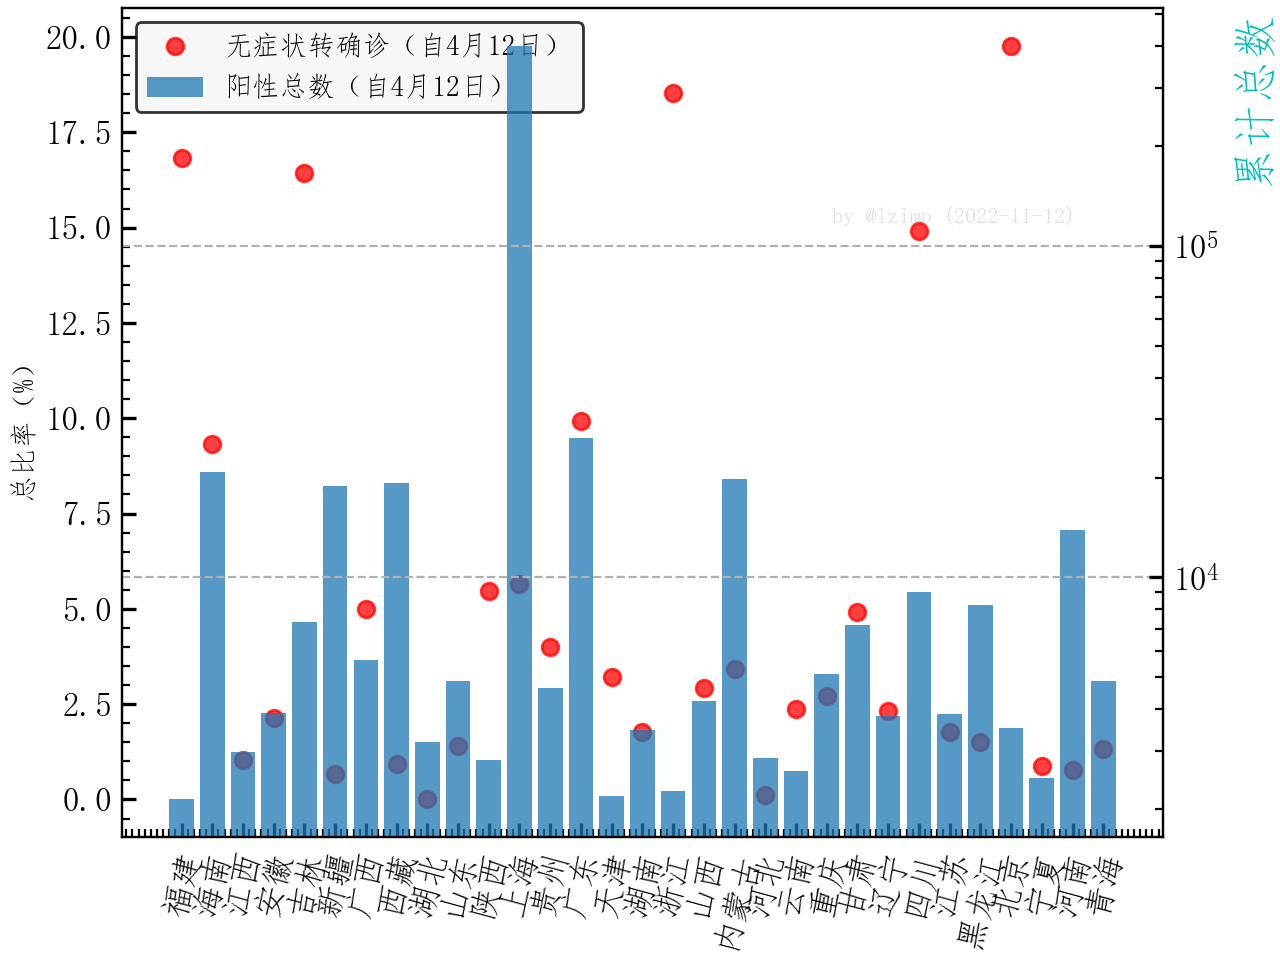 无症状转确诊（自4月12日）
阳性总数（自4月12日）
累计总数
总比率 (%)
by @lzimp (2022-11-12)
20.0
17.5
15.0
12.5
10.0
7.5
5.0
2.5
0.0
10⁵
10⁴
福建
海南
江西
安徽
吉林
新疆
广西
西藏
湖北
山东
陕西
上海
贵州
广东
天津
湖南
浙江
山西
内蒙古
河北
云南
重庆
甘肃
辽宁
四川
江苏
黑龙江
北京
宁夏
河南
青海